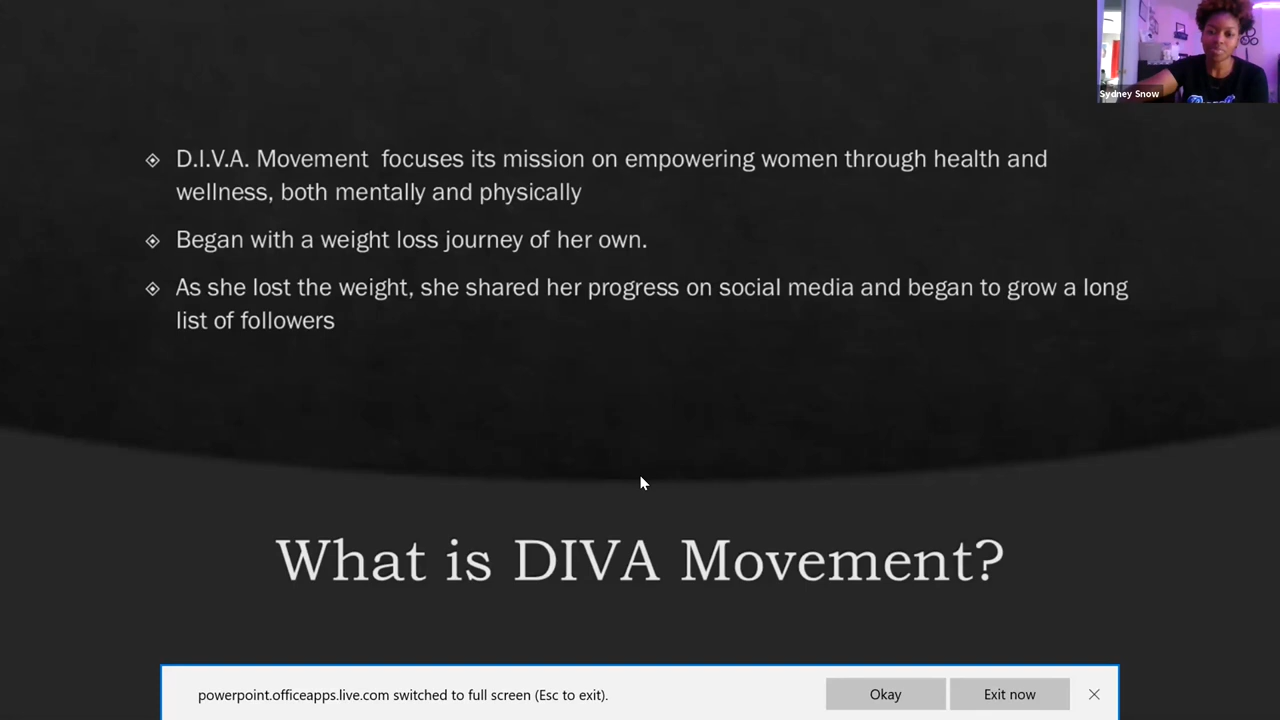 Sydney Snow
D.I.V.A. Movement  focuses its mission on empowering women through health and
wellness, both mentally and physically
Began with a weight loss journey of her own.
As she lost the weight, she shared her progress on social media and began to grow a long
list of followers
What is DIVA Movement?
powerpoint.officeapps.live.com switched to full screen (Esc to exit).
Okay
Exit now